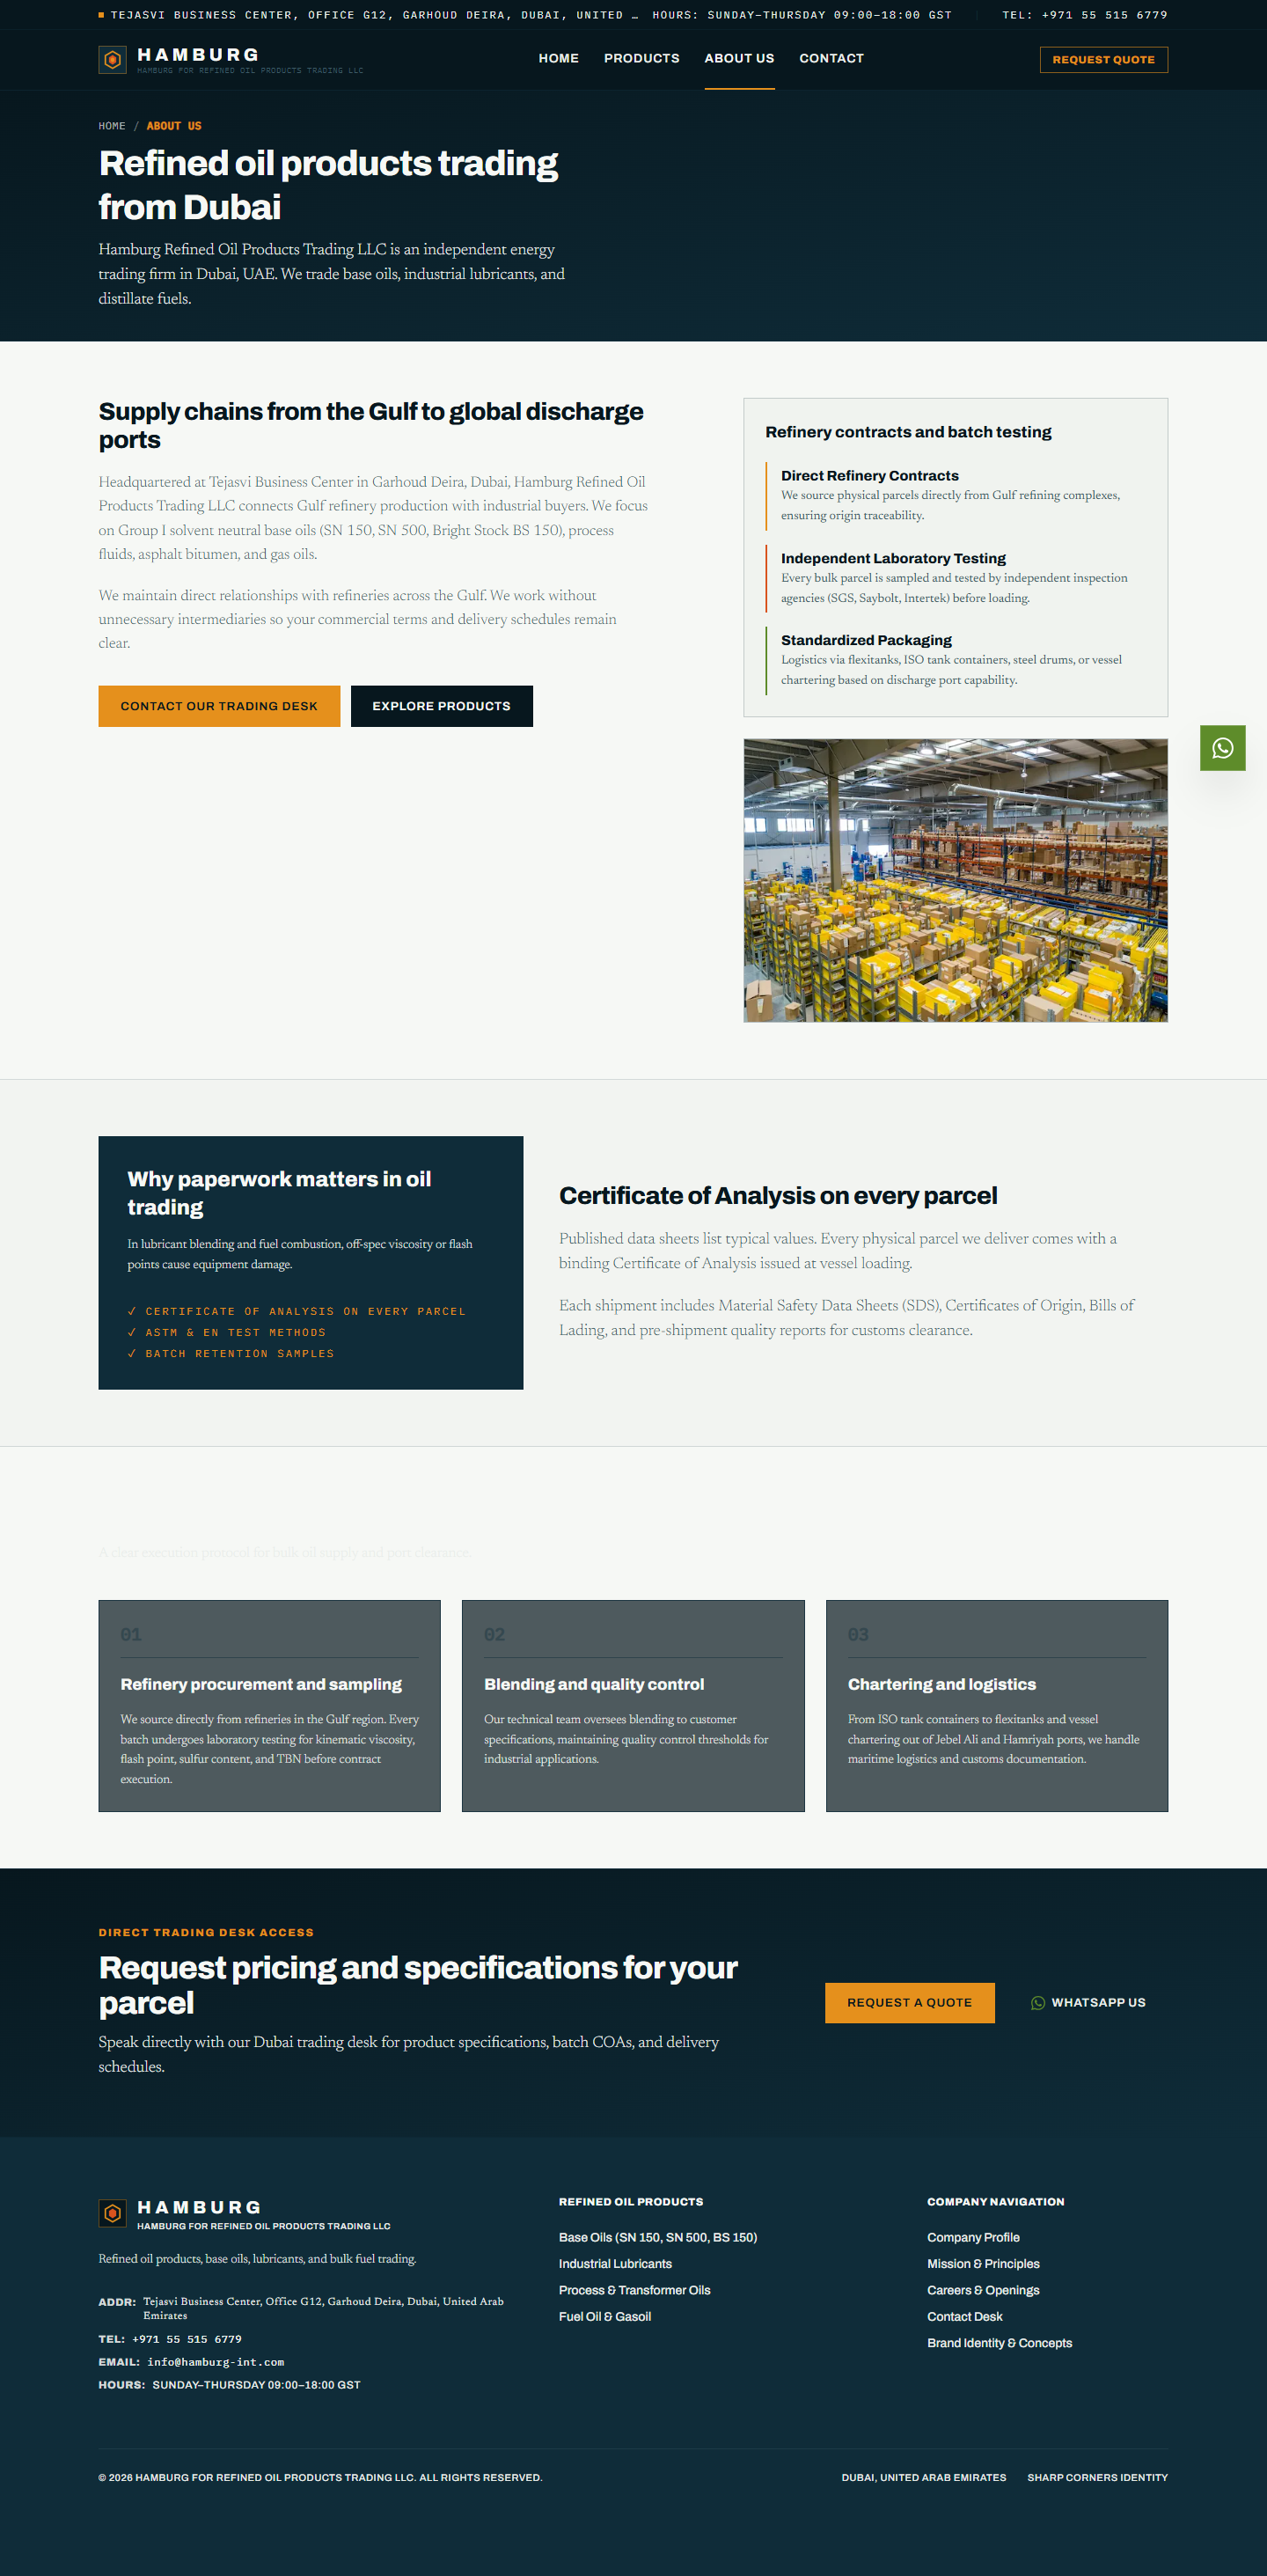 TEJASVI BUSINESS CENTER, OFFICE G12, GARHOUD DEIRA, DUBAI, UNITED … HOURS: SUNDAY–THURSDAY 09:00–18:00 GST TEL: +971 55 515 6779
HAMBURG
HAMBURG FOR REFINED OIL PRODUCTS TRADING LLC
HOME PRODUCTS ABOUT US CONTACT
REQUEST QUOTE
HOME / ABOUT US
Refined oil products trading
from Dubai
Hamburg Refined Oil Products Trading LLC is an independent energy
trading firm in Dubai, UAE. We trade base oils, industrial lubricants, and
distillate fuels.
Supply chains from the Gulf to global discharge
ports
Headquartered at Tejasvi Business Center in Garhoud Deira, Dubai, Hamburg Refined Oil
Products Trading LLC connects Gulf refinery production with industrial buyers. We focus
on Group I solvent neutral base oils (SN 150, SN 500, Bright Stock BS 150), process
fluids, asphalt bitumen, and gas oils.
We maintain direct relationships with refineries across the Gulf. We work without
unnecessary intermediaries so your commercial terms and delivery schedules remain
clear.
CONTACT OUR TRADING DESK
EXPLORE PRODUCTS
Refinery contracts and batch testing
Direct Refinery Contracts
We source physical parcels directly from Gulf refining complexes,
ensuring origin traceability.
Independent Laboratory Testing
Every bulk parcel is sampled and tested by independent inspection
agencies (SGS, Saybolt, Intertek) before loading.
Standardized Packaging
Logistics via flexitanks, ISO tank containers, steel drums, or vessel
chartering based on discharge port capability.
Why paperwork matters in oil
trading
In lubricant blending and fuel combustion, off-spec viscosity or flash
points cause equipment damage.
✓ CERTIFICATE OF ANALYSIS ON EVERY PARCEL
✓ ASTM & EN TEST METHODS
✓ BATCH RETENTION SAMPLES
Certificate of Analysis on every parcel
Published data sheets list typical values. Every physical parcel we deliver comes with a
binding Certificate of Analysis issued at vessel loading.
Each shipment includes Material Safety Data Sheets (SDS), Certificates of Origin, Bills of
Lading, and pre-shipment quality reports for customs clearance.
A clear execution protocol for bulk oil supply and port clearance.
01
Refinery procurement and sampling
We source directly from refineries in the Gulf region. Every
batch undergoes laboratory testing for kinematic viscosity,
flash point, sulfur content, and TBN before contract
execution.
02
Blending and quality control
Our technical team oversees blending to customer
specifications, maintaining quality control thresholds for
industrial applications.
03
Chartering and logistics
From ISO tank containers to flexitanks and vessel
chartering out of Jebel Ali and Hamriyah ports, we handle
maritime logistics and customs documentation.
DIRECT TRADING DESK ACCESS
Request pricing and specifications for your
parcel
Speak directly with our Dubai trading desk for product specifications, batch COAs, and delivery
schedules.
REQUEST A QUOTE
WHATSAPP US
HAMBURG
HAMBURG FOR REFINED OIL PRODUCTS TRADING LLC
Refined oil products, base oils, lubricants, and bulk fuel trading.
ADDR: Tejasvi Business Center, Office G12, Garhoud Deira, Dubai, United Arab
Emirates
TEL: +971 55 515 6779
EMAIL: info@hamburg-int.com
HOURS: SUNDAY–THURSDAY 09:00–18:00 GST
REFINED OIL PRODUCTS
Base Oils (SN 150, SN 500, BS 150)
Industrial Lubricants
Process & Transformer Oils
Fuel Oil & Gasoil
COMPANY NAVIGATION
Company Profile
Mission & Principles
Careers & Openings
Contact Desk
Brand Identity & Concepts
© 2026 HAMBURG FOR REFINED OIL PRODUCTS TRADING LLC. ALL RIGHTS RESERVED.
DUBAI, UNITED ARAB EMIRATES SHARP CORNERS IDENTITY